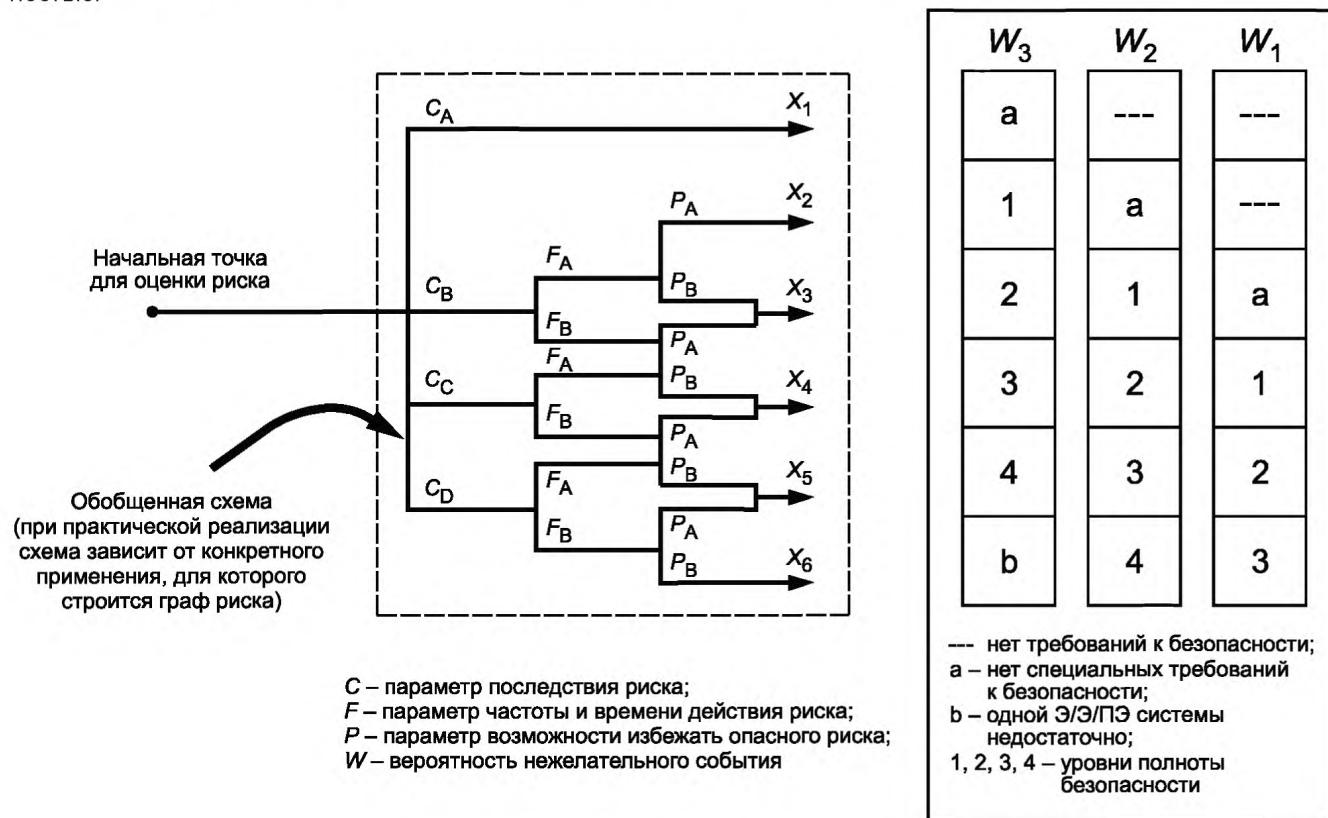 W3 W2 W1
a --- ---
1 a ---
2 1 a
3 2 1
4 3 2
b 4 3
CA X1
PA X2
Начальная точка
для оценки риска
FA
CB PB X3
FB PA
FA PB
CC X4
FB PA
PB
CD FA X5
FB PA
PB X6
Обобщенная схема
(при практической реализации
схема зависит от конкретного
применения, для которого
строится граф риска)
C – параметр последствия риска;
F – параметр частоты и времени действия риска;
P – параметр возможности избежать опасного риска;
W – вероятность нежелательного события
--- нет требований к безопасности;
a – нет специальных требований
к безопасности;
b – одной Э/Э/ПЭ системы
недостаточно;
1, 2, 3, 4 – уровни полноты
безопасности